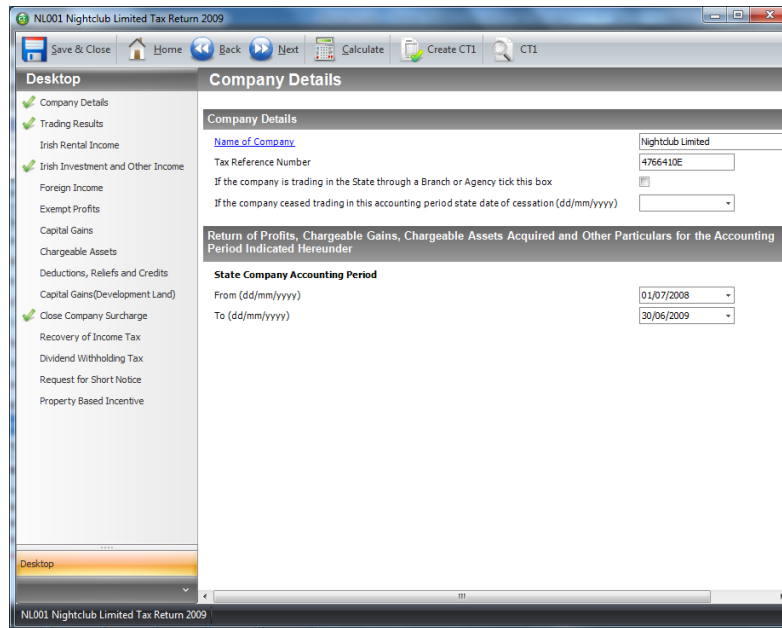 NL001 Nightclub Limited Tax Return 2009
Save & Close Home Back Next Calculate Create CT1 CT1
Desktop
Company Details
Trading Results
Irish Rental Income
Irish Investment and Other Income
Foreign Income
Exempt Profits
Capital Gains
Chargeable Assets
Deductions, Reliefs and Credits
Capital Gains(Development Land)
Close Company Surcharge
Recovery of Income Tax
Dividend Withholding Tax
Request for Short Notice
Property Based Incentive
Desktop
Company Details
Company Details
Name of Company Nightclub Limited
Tax Reference Number 4766410E
If the company is trading in the State through a Branch or Agency tick this box
If the company ceased trading in this accounting period state date of cessation (dd/mm/yyyy)
Return of Profits, Chargeable Gains, Chargeable Assets Acquired and Other Particulars for the Accounting
Period Indicated Hereunder
State Company Accounting Period
From (dd/mm/yyyy) 01/07/2008
To (dd/mm/yyyy) 30/06/2009
NL001 Nightclub Limited Tax Return 2009